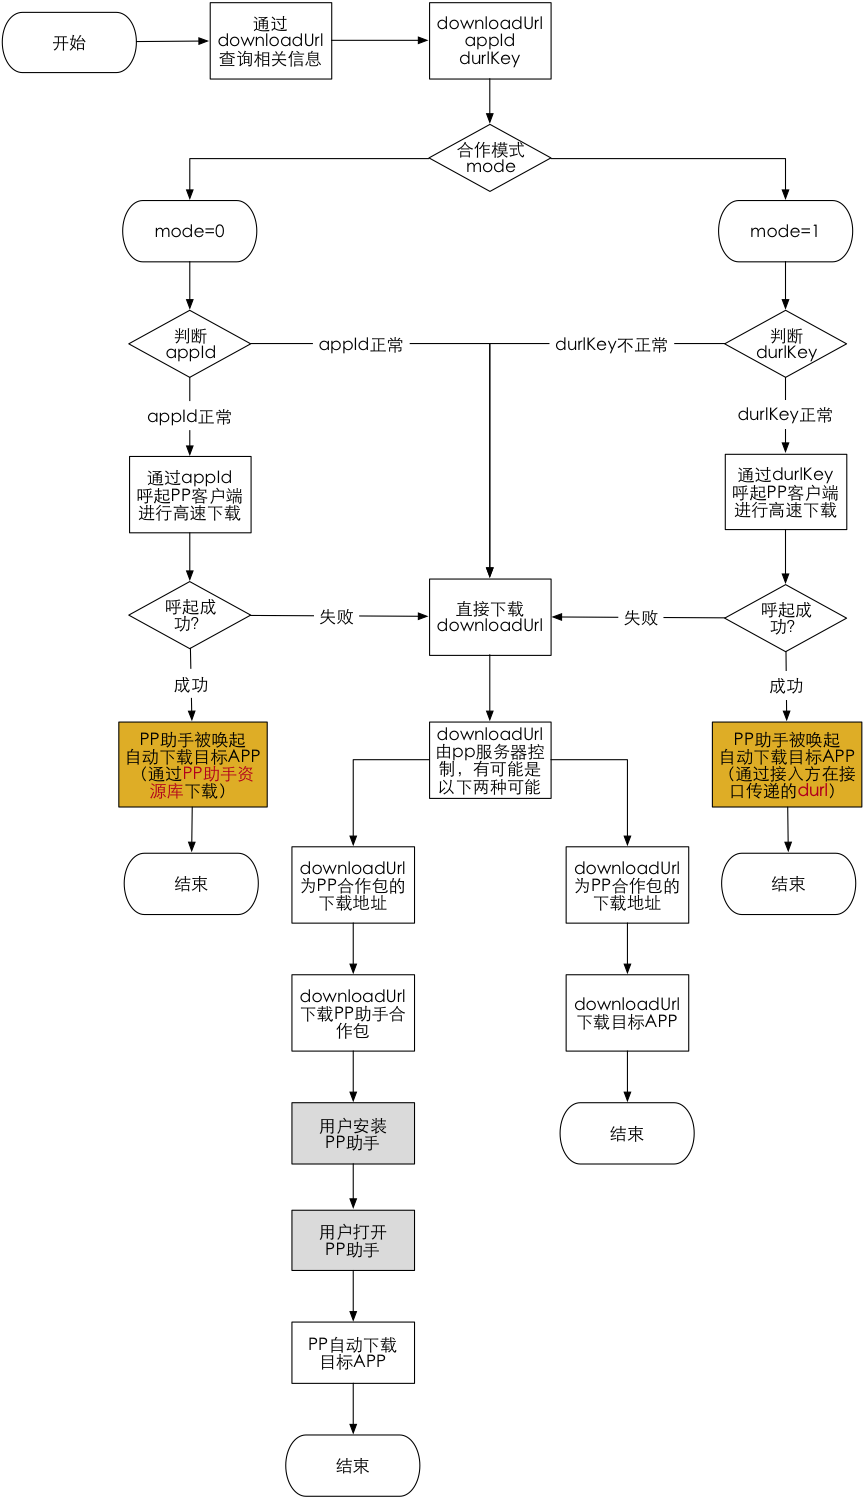 开始
通过
downloadUrl
查询相关信息
downloadUrl
appId
durlKey
合作模式
mode
mode=0
mode=1
判断
appId
appId正常
durlKey不正常
判断
durlKey
appId正常
durlKey正常
通过appId
呼起PP客户端
进行高速下载
通过durlKey
呼起PP客户端
进行高速下载
呼起成
功?
失败
直接下载
downloadUrl
失败
呼起成
功?
成功
成功
PP助手被唤起
自动下载目标APP
（通过PP助手资
源库下载）
downloadUrl
由pp服务器控
制，有可能是
以下两种可能
PP助手被唤起
自动下载目标APP
（通过接入方在接
口传递的durl）
结束
downloadUrl
为PP合作包的
下载地址
downloadUrl
为PP合作包的
下载地址
结束
downloadUrl
下载PP助手合
作包
downloadUrl
下载目标APP
用户安装
PP助手
结束
用户打开
PP助手
PP自动下载
目标APP
结束